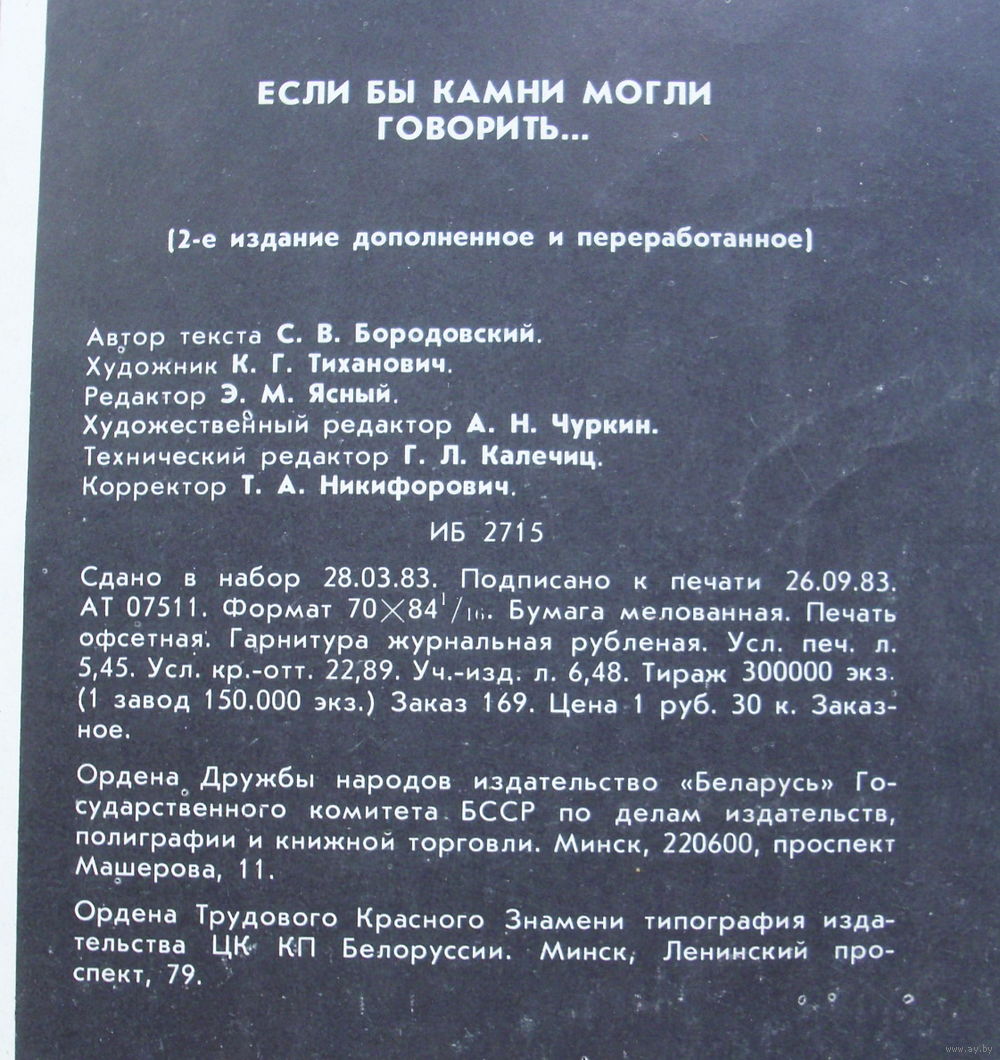 ЕСЛИ БЫ КАМНИ МОГЛИ
ГОВОРИТЬ...
(2-е издание дополненное и переработанное)
Автор текста С. В. Бородовский.
Художник К. Г. Тиханович.
Редактор Э. М. Ясный.
Художественный редактор А. Н. Чуркин.
Технический редактор Г. Л. Калечиц.
Корректор Т. А. Никифорович.
ИБ 2715
Сдано в набор 28.03.83. Подписано к печати 26.09.83.
АТ 07511. Формат 70×84 1/16. Бумага мелованная. Печать
офсетная. Гарнитура журнальная рубленая. Усл. печ. л.
5,45. Усл. кр.-отт. 22,89. Уч.-изд. л. 6,48. Тираж 300000 экз.
(1 завод 150.000 экз.) Заказ 169. Цена 1 руб. 30 к. Заказ-
ное.
Ордена Дружбы народов издательство «Беларусь» Го-
сударственного комитета БССР по делам издательств,
полиграфии и книжной торговли. Минск, 220600, проспект
Машерова, 11.
Ордена Трудового Красного Знамени типография изда-
тельства ЦК КП Белоруссии. Минск, Ленинский про-
спект, 79.
www.ay.by